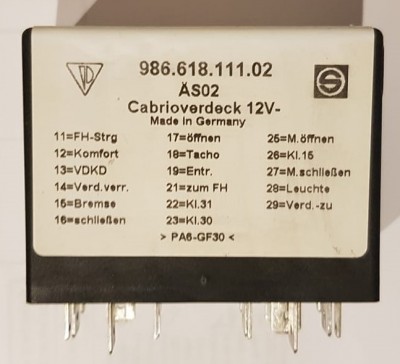 986.618.111.02
ÄS02
Cabrioverdeck 12V-
Made in Germany
11=FH-Strg 17=öffnen 25=M.öffnen
12=Komfort 18=Tacho 26=Kl.15
13=VDKD 19=Entr. 27=M.schließen
14=Verd.verr. 21=zum FH 28=Leuchte
15=Bremse 22=Kl.31 29=Verd.-zu
16=schließen 23=Kl.30
> PA6-GF30 <